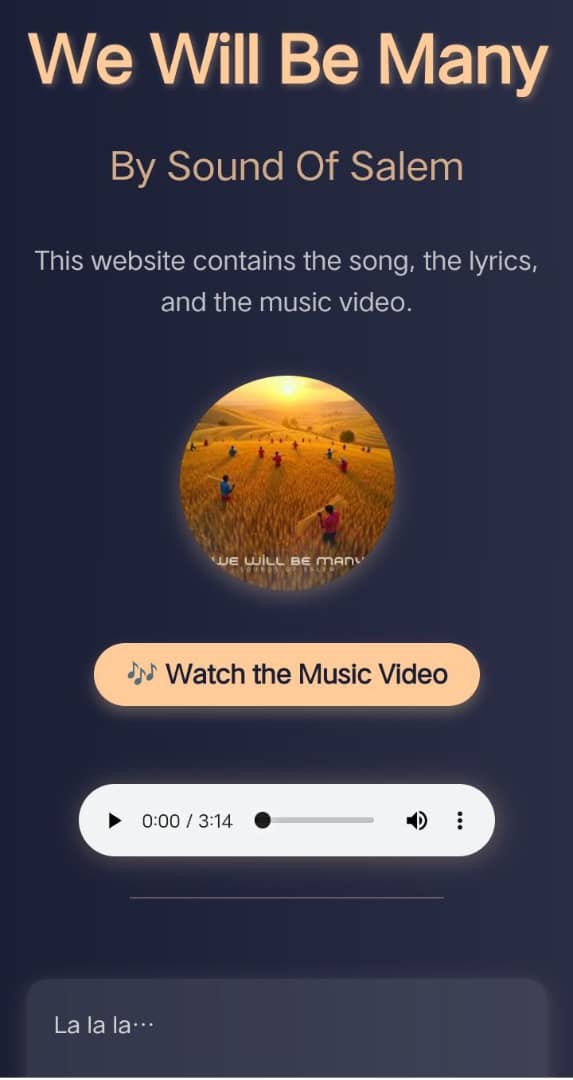 We Will Be Many
By Sound Of Salem
This website contains the song, the lyrics,
and the music video.
WE WILL BE MANY
SOUNDS OF SALEM
🎶 Watch the Music Video
0:00 / 3:14
La la la···